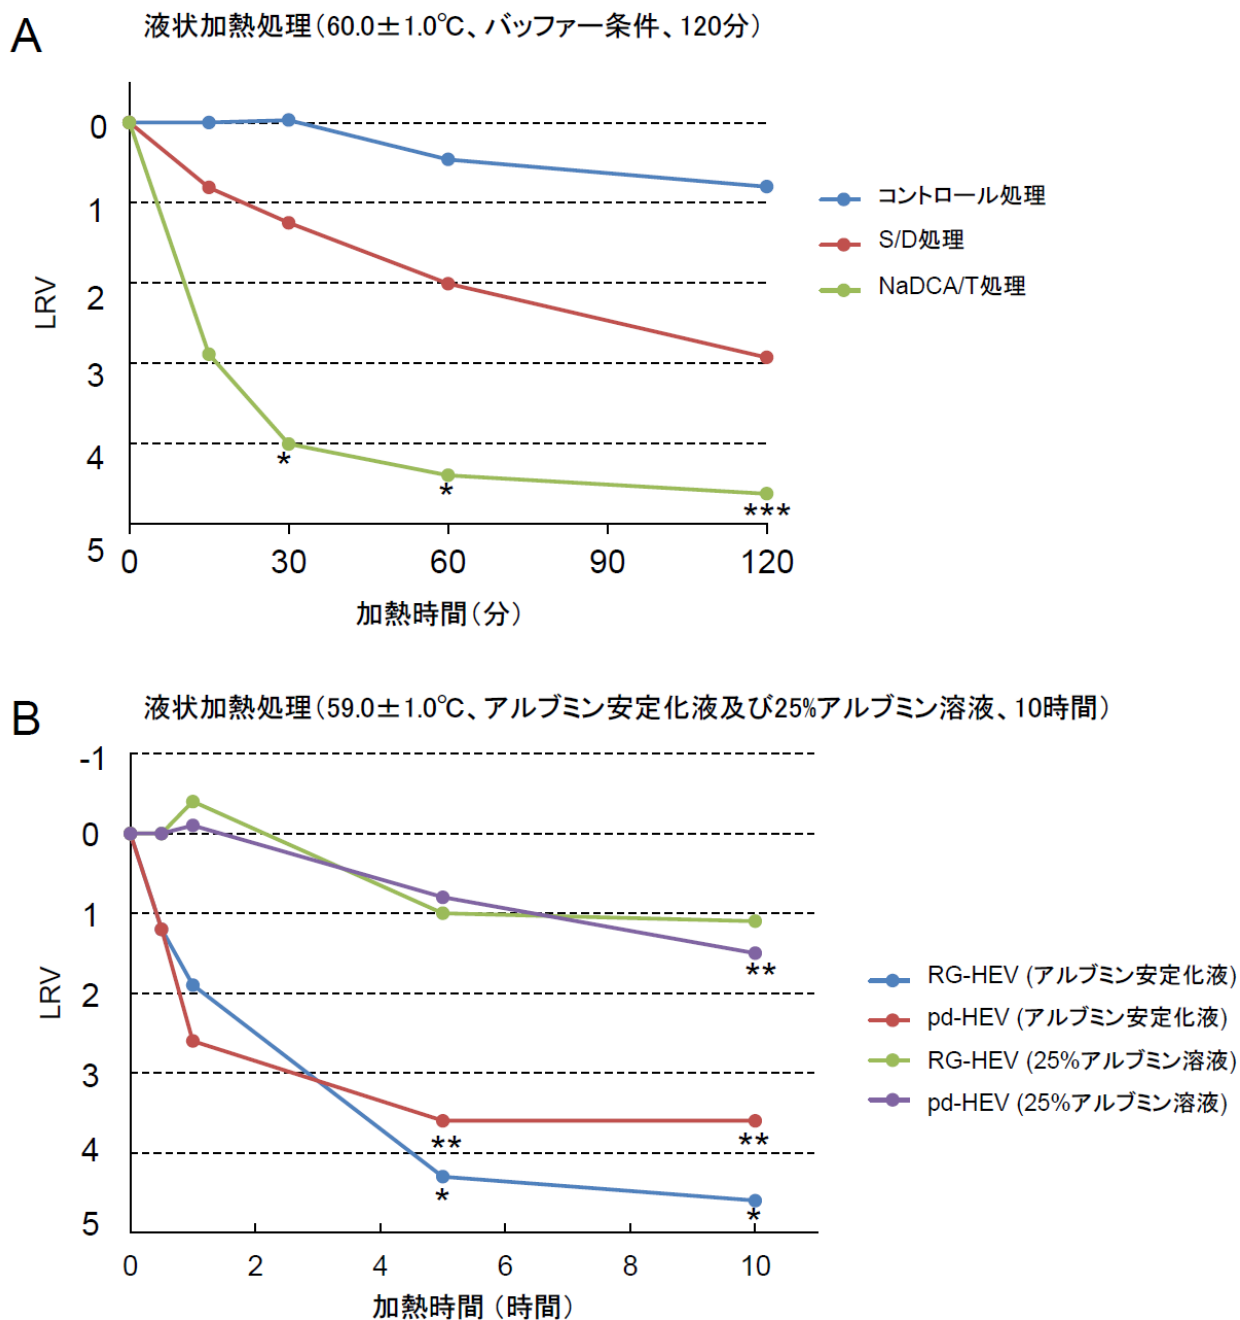 A
液状加熱処理(60.0±1.0℃、バッファー条件、120分)
0
1
2
3
4
5
LRV
0 30 60 90 120
加熱時間(分)
コントロール処理
S/D処理
NaDCA/T処理
*
*
***
B
液状加熱処理(59.0±1.0℃、アルブミン安定化液及び25%アルブミン溶液、10時間)
-1
0
1
2
3
4
5
LRV
0 2 4 6 8 10
加熱時間 (時間)
RG-HEV (アルブミン安定化液)
pd-HEV (アルブミン安定化液)
RG-HEV (25%アルブミン溶液)
pd-HEV (25%アルブミン溶液)
**
** **
* *